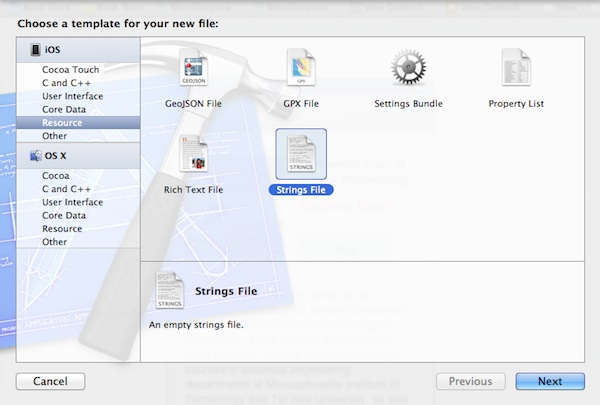 Choose a template for your new file:
iOS
Cocoa Touch
C and C++
User Interface
Core Data
Resource
Other
OS X
Cocoa
C and C++
User Interface
Core Data
Resource
Other
GEOJSON
GPX
GeoJSON File
GPX File
Settings Bundle
Property List
STRINGS
Rich Text File
Strings File
STRINGS
Strings File
An empty strings file.
Cancel
Previous
Next